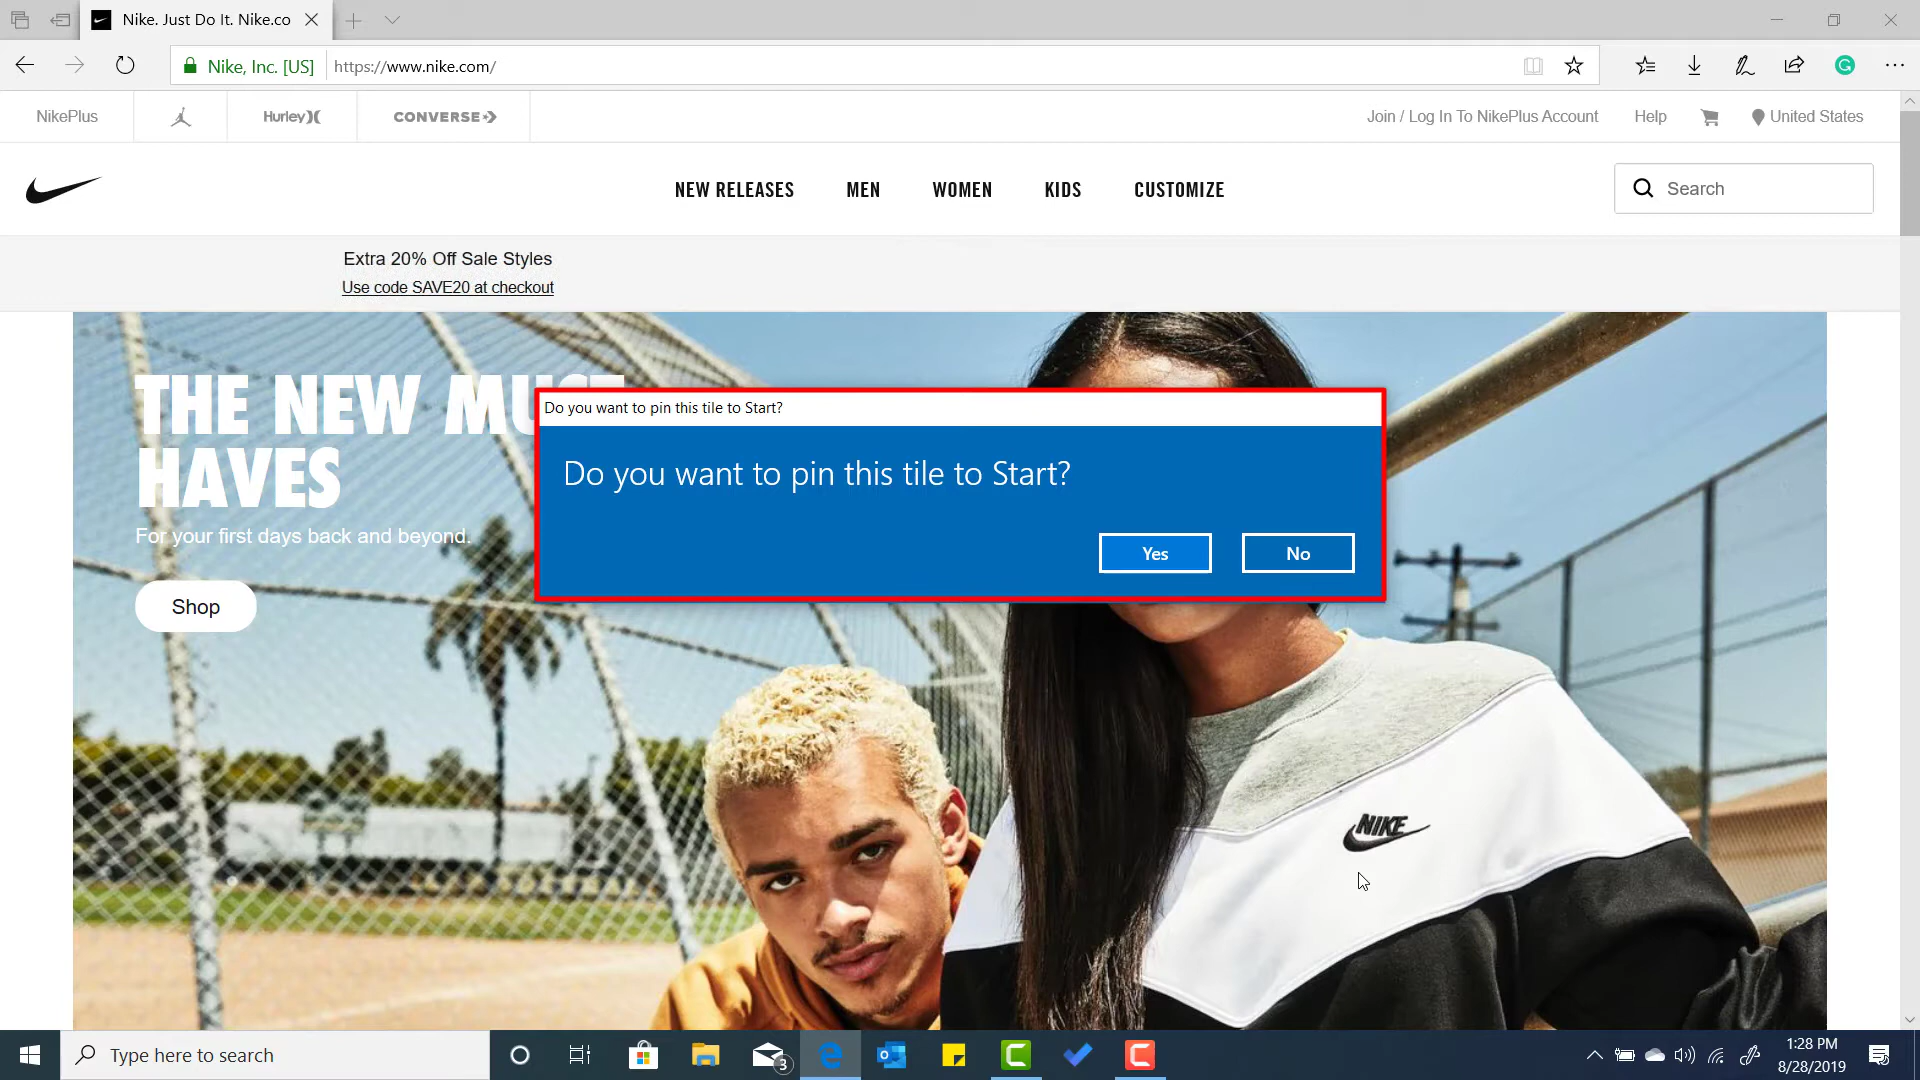 Nike. Just Do It. Nike.co
Nike, Inc. [US]
https://www.nike.com/
NikePlus
Hurley
CONVERSE
Join / Log In To NikePlus Account
Help
United States
NEW RELEASES
MEN
WOMEN
KIDS
CUSTOMIZE
Search
Extra 20% Off Sale Styles
Use code SAVE20 at checkout
THE NEW MUST
HAVES
For your first days back and beyond.
Shop
Do you want to pin this tile to Start?
Do you want to pin this tile to Start?
Yes
No
NIKE
Type here to search
3
1:28 PM
8/28/2019